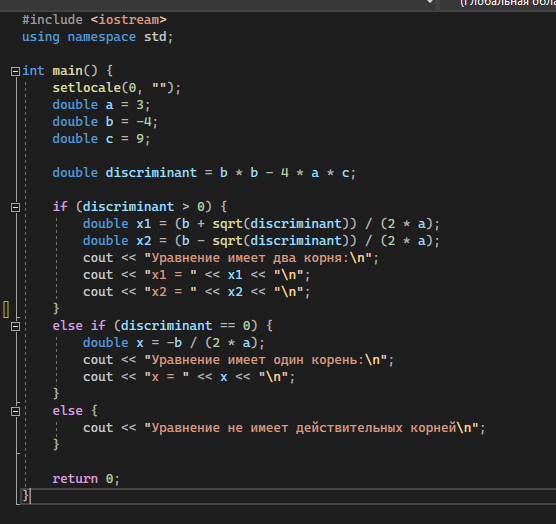 (Глобальная обла
#include <iostream>
using namespace std;
int main() {
setlocale(0, "");
double a = 3;
double b = -4;
double c = 9;
double discriminant = b * b - 4 * a * c;
if (discriminant > 0) {
double x1 = (b + sqrt(discriminant)) / (2 * a);
double x2 = (b - sqrt(discriminant)) / (2 * a);
cout << "Уравнение имеет два корня:\n";
cout << "x1 = " << x1 << "\n";
cout << "x2 = " << x2 << "\n";
}
else if (discriminant == 0) {
double x = -b / (2 * a);
cout << "Уравнение имеет один корень:\n";
cout << "x = " << x << "\n";
}
else {
cout << "Уравнение не имеет действительных корней\n";
}
return 0;
}